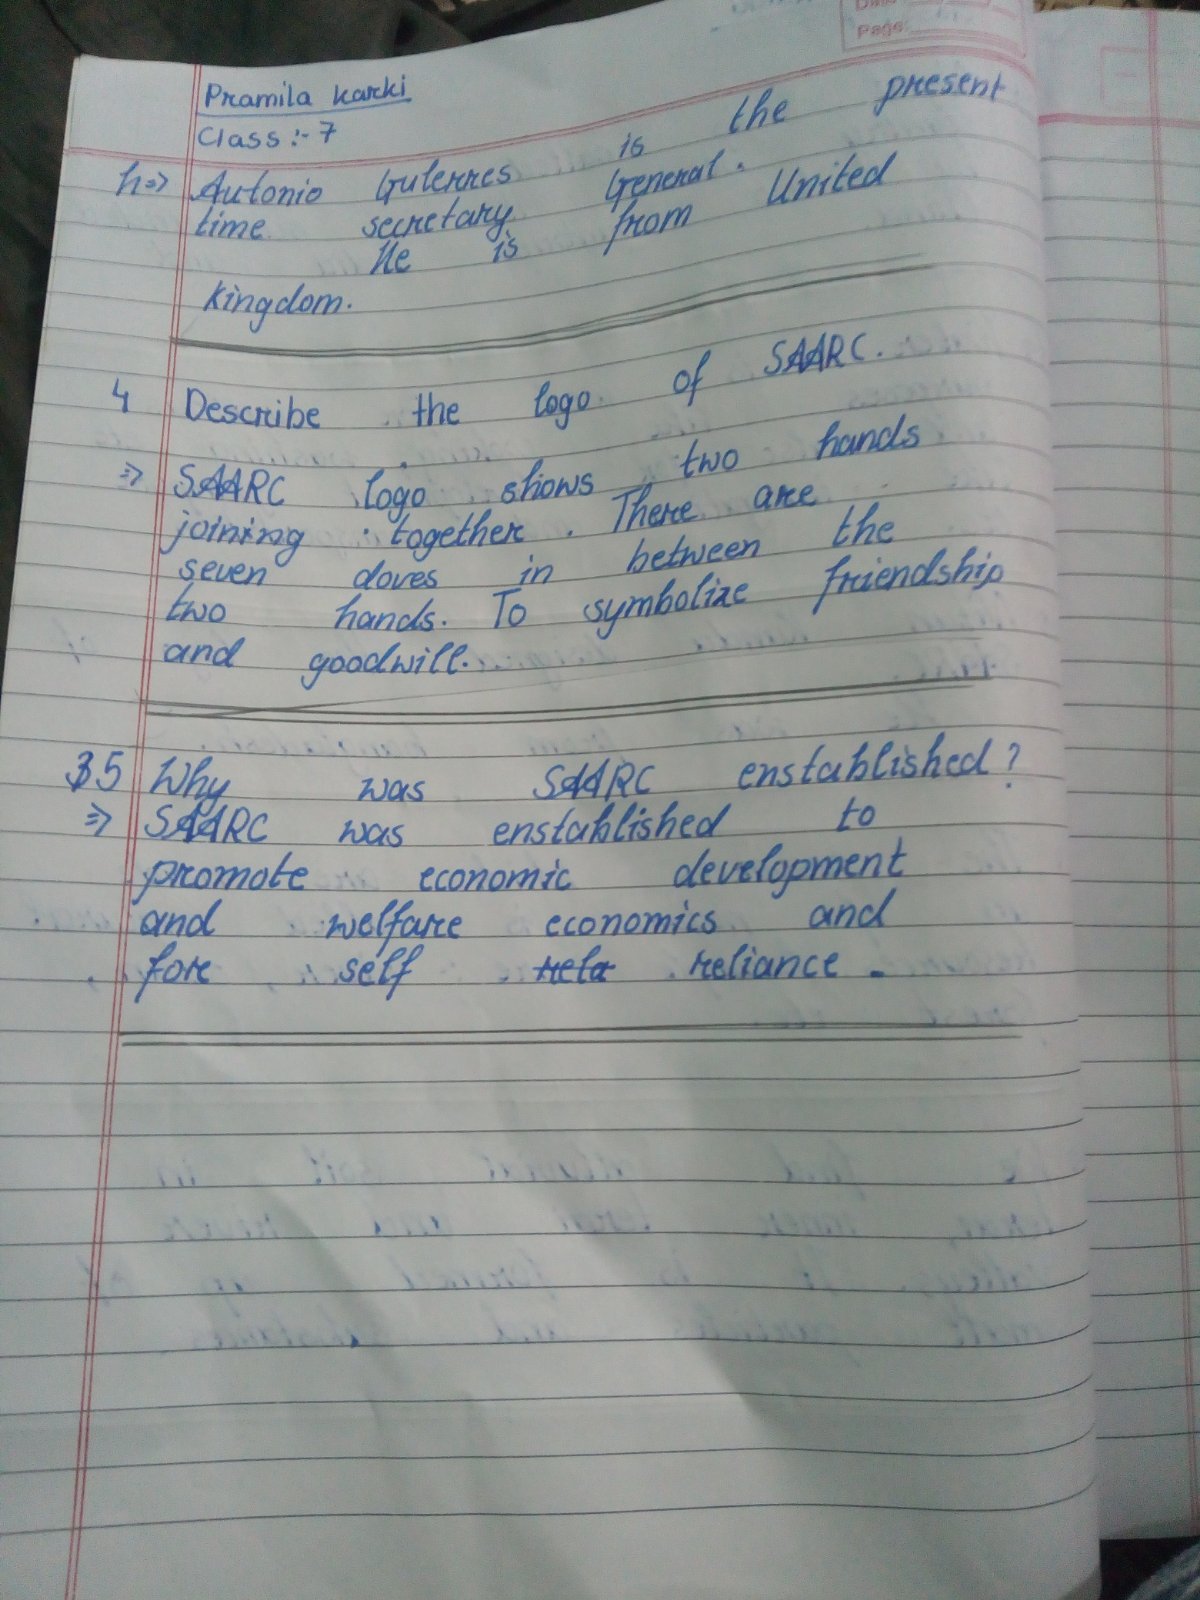 Page:
Pramila Karki
Class :- 7
h⇒ Autonio Guterres is the present
time secretary General.
He is from United
Kingdom.
4 Describe the logo of SAARC.
⇒ SAARC logo shows two hands
joining together. There are
seven doves in between the
two hands. To symbolize friendship
and goodwill.
5 Why was SAARC enstablished?
⇒ SAARC was enstablished to
promote economic development
and welfare economics and
fore self rela reliance.